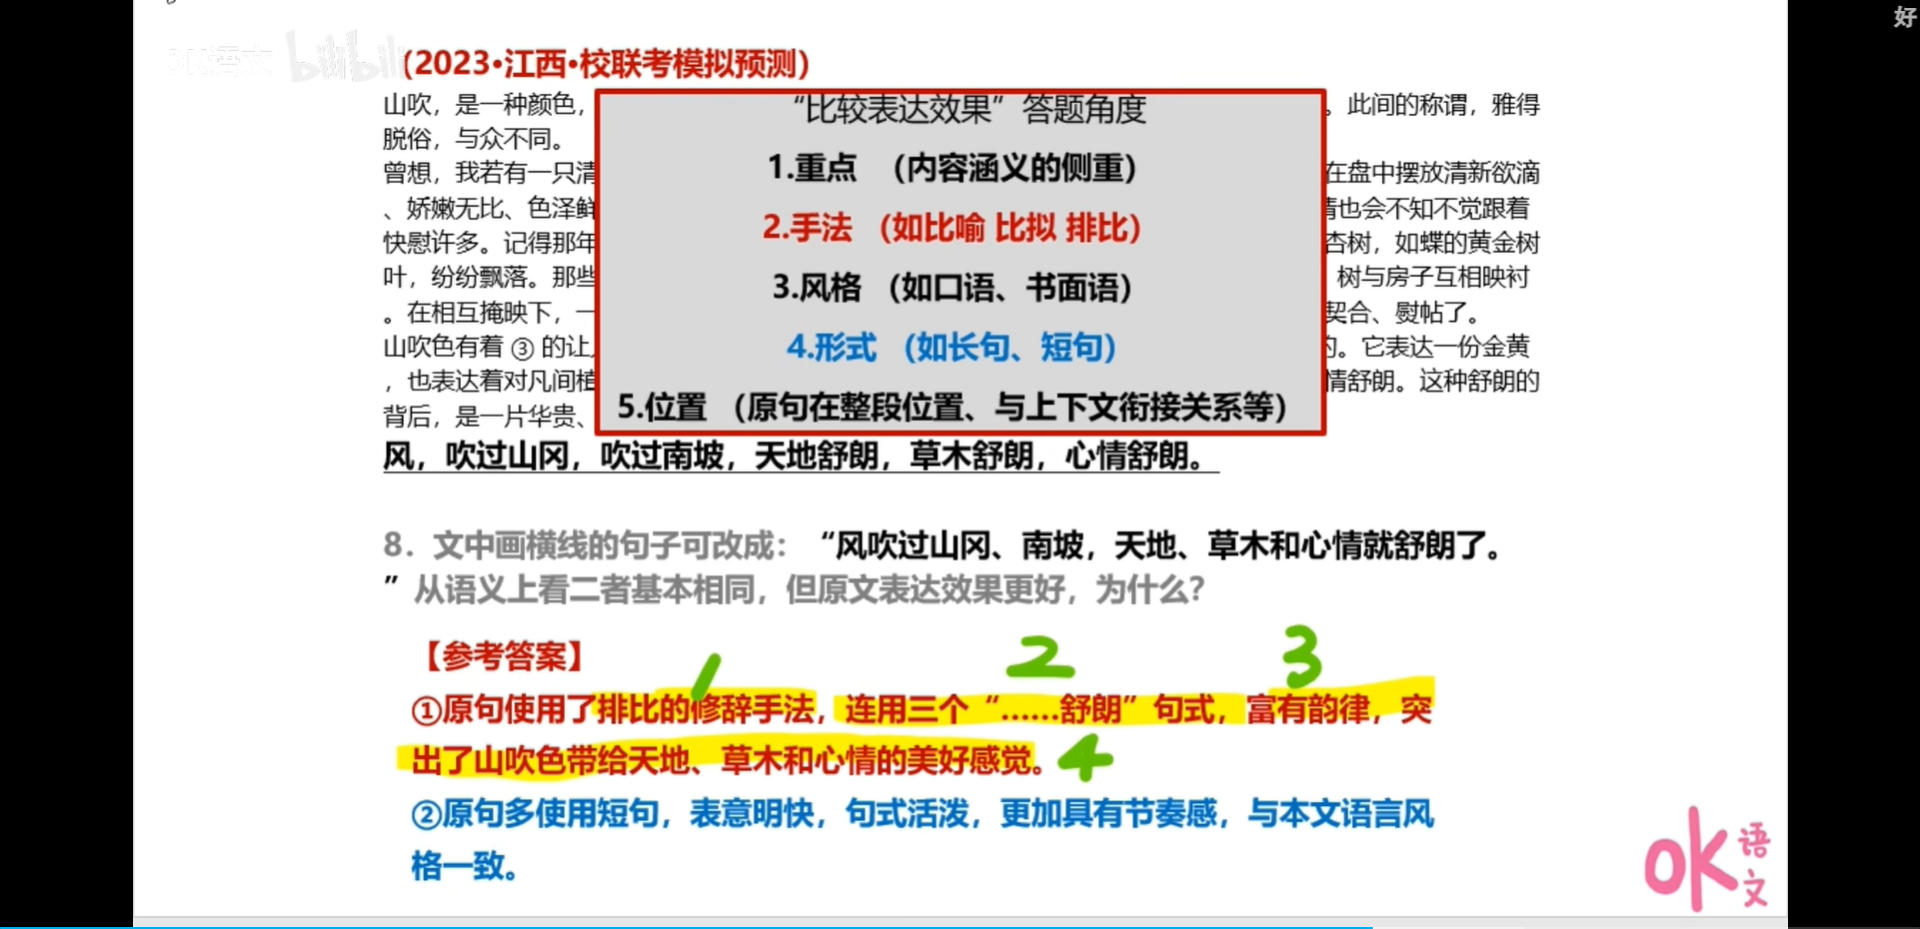 好
bilibili
（2023•江西•校联考模拟预测）
山吹，是一种颜色，
。此间的称谓，雅得
脱俗，与众不同。
曾想，我若有一只清
在盘中摆放清新欲滴
、娇嫩无比、色泽鲜
情也会不知不觉跟着
快慰许多。记得那年
杏树，如蝶的黄金树
叶，纷纷飘落。那些
树与房子互相映衬
。在相互掩映下，一
契合、熨帖了。
山吹色有着 ③ 的让人
的。它表达一份金黄
，也表达着对凡间植
情舒朗。这种舒朗的
背后，是一片华贵、
“比较表达效果”答题角度
1.重点 （内容涵义的侧重）
2.手法 （如比喻 比拟 排比）
3.风格 （如口语、书面语）
4.形式 （如长句、短句）
5.位置 （原句在整段位置、与上下文衔接关系等）
风，吹过山冈，吹过南坡，天地舒朗，草木舒朗，心情舒朗。
8．文中画横线的句子可改成：“风吹过山冈、南坡，天地、草木和心情就舒朗了。
”从语义上看二者基本相同，但原文表达效果更好，为什么？
【参考答案】
1 2 3
①原句使用了排比的修辞手法，连用三个“……舒朗”句式，富有韵律，突
出了山吹色带给天地、草木和心情的美好感觉。 4
②原句多使用短句，表意明快，句式活泼，更加具有节奏感，与本文语言风
格一致。
ok语文